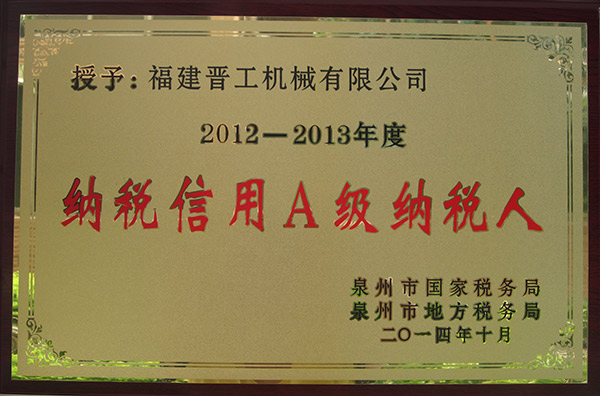 授予：福建晋工机械有限公司
2012—2013年度
纳税信用A级纳税人
泉州市国家税务局
泉州市地方税务局
二〇一四年十月